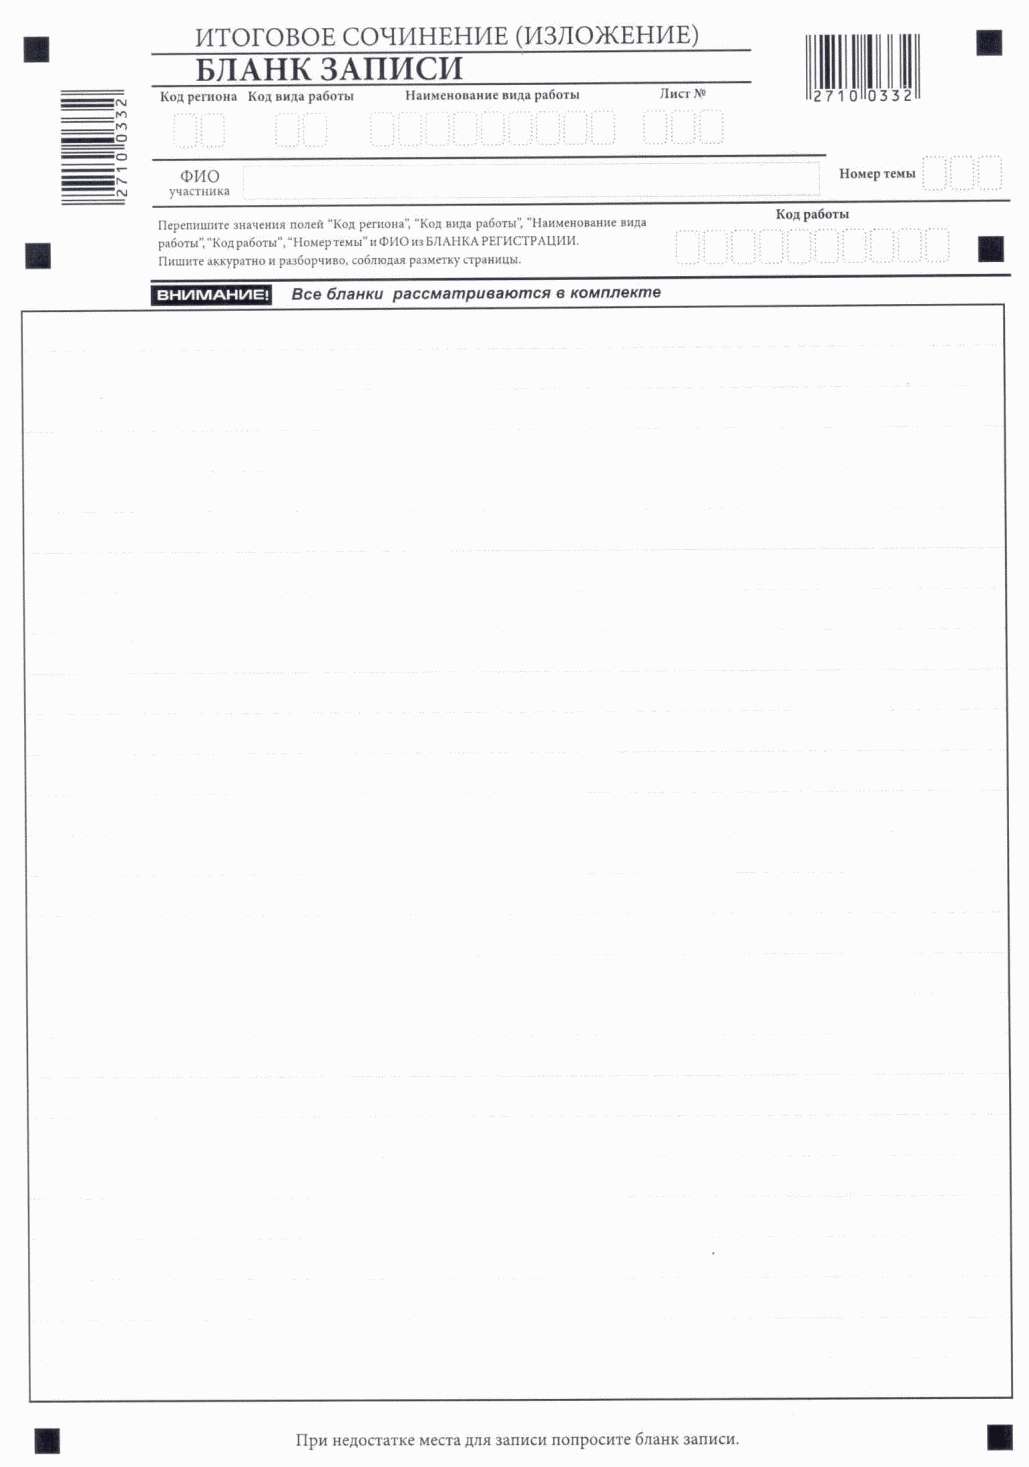 ИТОГОВОЕ СОЧИНЕНИЕ (ИЗЛОЖЕНИЕ)
БЛАНК ЗАПИСИ
Код региона Код вида работы Наименование вида работы Лист №
2710 0332
2710 0332
ФИО
участника
Номер темы
Код работы
Перепишите значения полей “Код региона”, “Код вида работы”, "Наименование вида
работы”, “Код работы”, “Номер темы” и ФИО из БЛАНКА РЕГИСТРАЦИИ.
Пишите аккуратно и разборчиво, соблюдая разметку страницы.
ВНИМАНИЕ! Все бланки рассматриваются в комплекте
При недостатке места для записи попросите бланк записи.